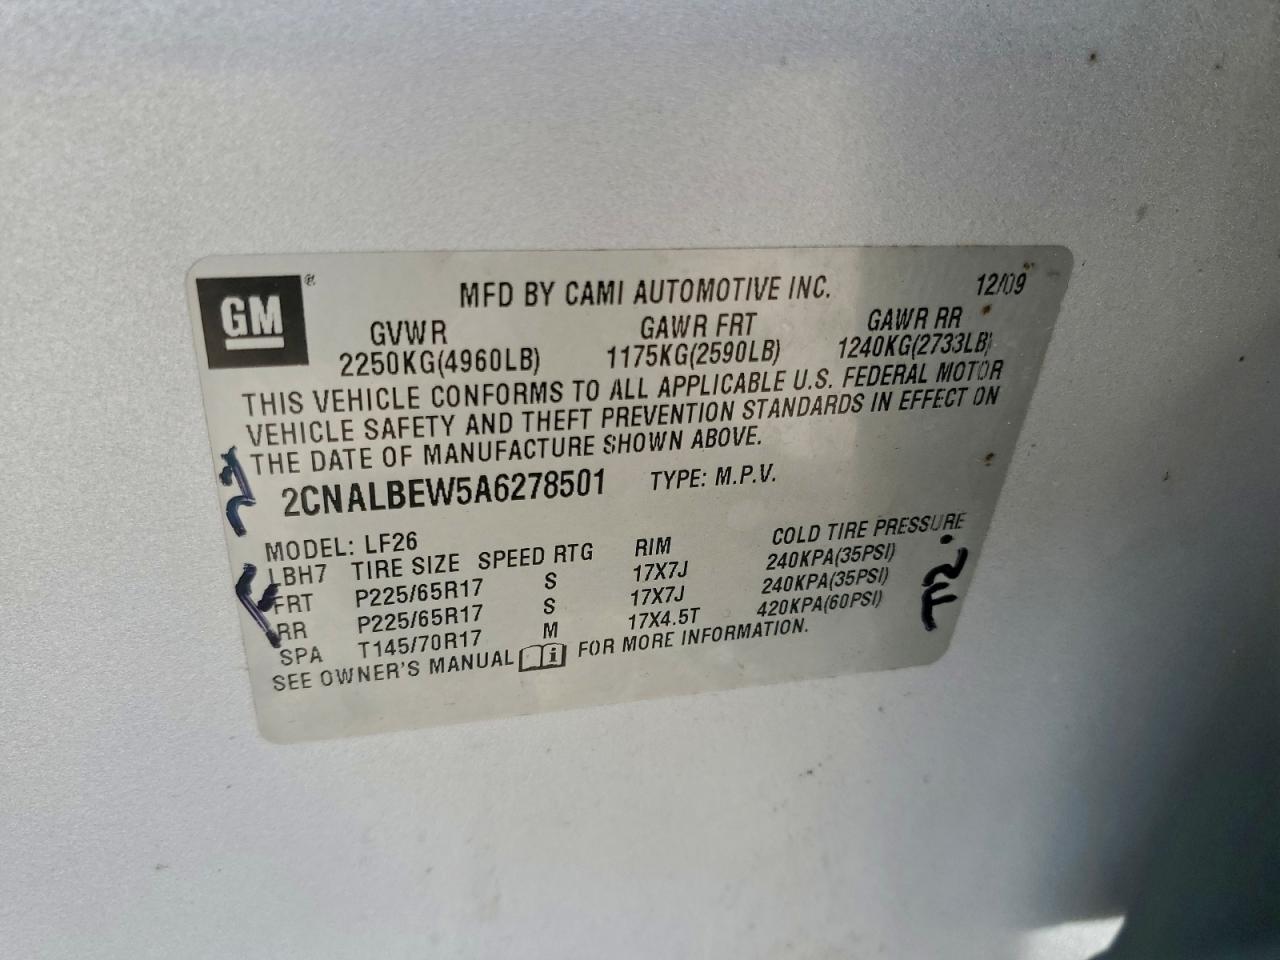 GM ®
MFD BY CAMI AUTOMOTIVE INC. 12/09
GVWR GAWR FRT GAWR RR
2250KG(4960LB) 1175KG(2590LB) 1240KG(2733LB)
THIS VEHICLE CONFORMS TO ALL APPLICABLE U.S. FEDERAL MOTOR
VEHICLE SAFETY AND THEFT PREVENTION STANDARDS IN EFFECT ON
THE DATE OF MANUFACTURE SHOWN ABOVE.
2CNALBEW5A6278501 TYPE: M.P.V.
MODEL: LF26
LBH7 TIRE SIZE SPEED RTG RIM COLD TIRE PRESSURE
FRT P225/65R17 S 17X7J 240KPA(35PSI)
RR P225/65R17 S 17X7J 240KPA(35PSI)
SPA T145/70R17 M 17X4.5T 420KPA(60PSI)
SEE OWNER'S MANUAL i FOR MORE INFORMATION.